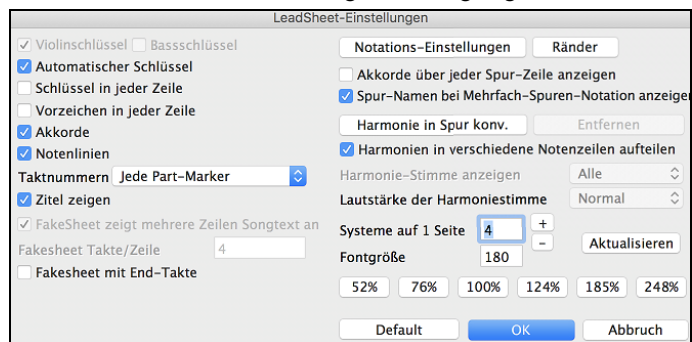 LeadSheet-Einstellungen
Violinschlüssel Bassschlüssel
Automatischer Schlüssel
Schlüssel in jeder Zeile
Vorzeichen in jeder Zeile
Akkorde
Notenlinien
Taktnummern Jede Part-Marker
Zitel zeigen
FakeSheet zeigt mehrere Zeilen Songtext an
Fakesheet Takte/Zeile 4
Fakesheet mit End-Takte
Notations-Einstellungen Ränder
Akkorde über jeder Spur-Zeile anzeigen
Spur-Namen bei Mehrfach-Spuren-Notation anzeige
Harmonie in Spur konv. Entfernen
Harmonien in verschiedene Notenzeilen aufteilen
Harmonie-Stimme anzeigen Alle
Lautstärke der Harmoniestimme Normal
Systeme auf 1 Seite 4 + - Aktualisieren
Fontgröße 180
52% 76% 100% 124% 185% 248%
Default OK Abbruch